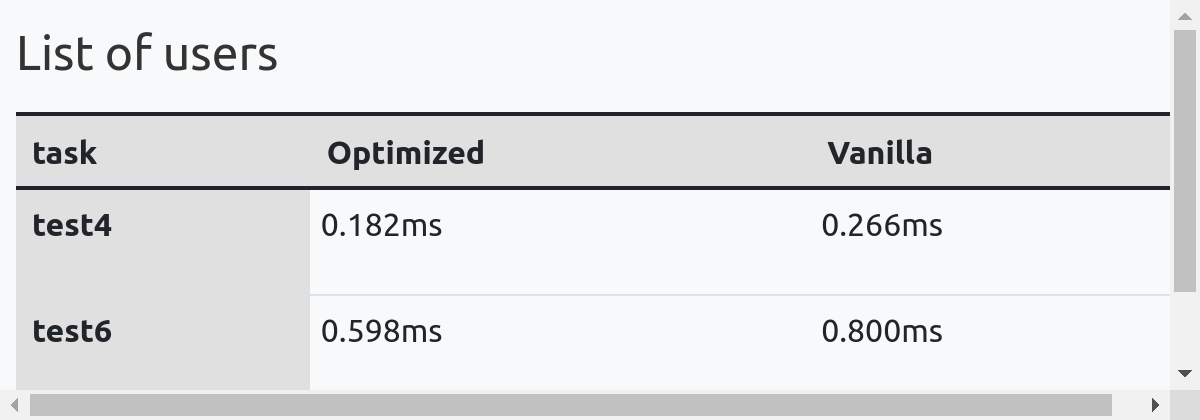 List of users
task Optimized Vanilla
test4 0.182ms 0.266ms
test6 0.598ms 0.800ms